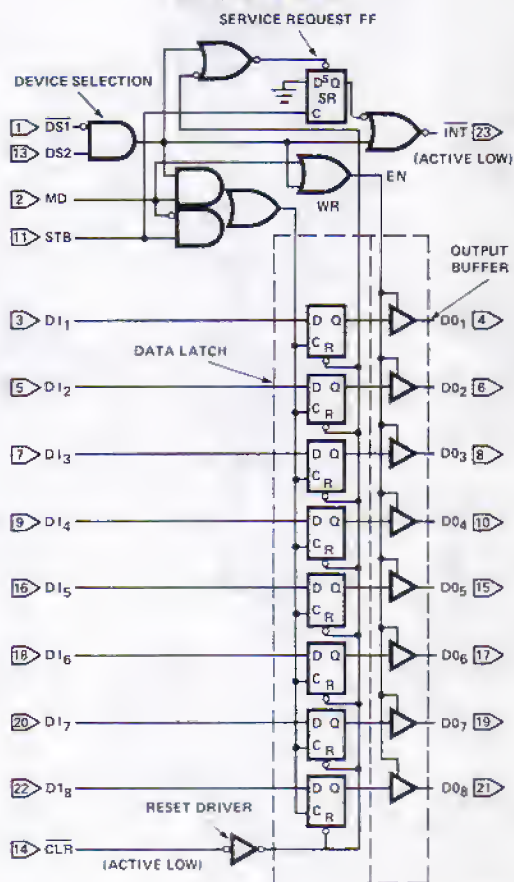 SERVICE REQUEST FF
DEVICE SELECTION
D S Q
SR
C
1 DS1
13 DS2
INT 23
(ACTIVE LOW)
2 MD
EN
WR
11 STB
OUTPUT
BUFFER
3 DI1
D Q
C R
DO1 4
DATA LATCH
5 DI2
D Q
C R
DO2 6
7 DI3
D Q
C R
DO3 8
9 DI4
D Q
C R
DO4 10
16 DI5
D Q
C R
DO5 15
18 DI6
D Q
C R
DO6 17
20 DI7
D Q
C R
DO7 19
22 DI8
D Q
C R
DO8 21
RESET DRIVER
14 CLR
(ACTIVE LOW)